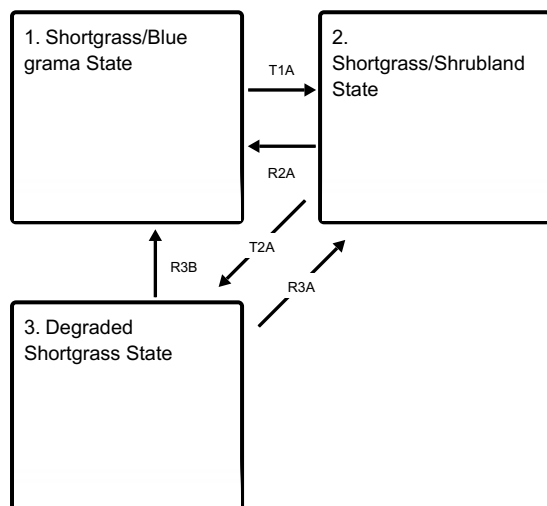 1. Shortgrass/Blue
grama State
2.
Shortgrass/Shrubland
State
T1A
R2A
T2A
R3B
R3A
3. Degraded
Shortgrass State